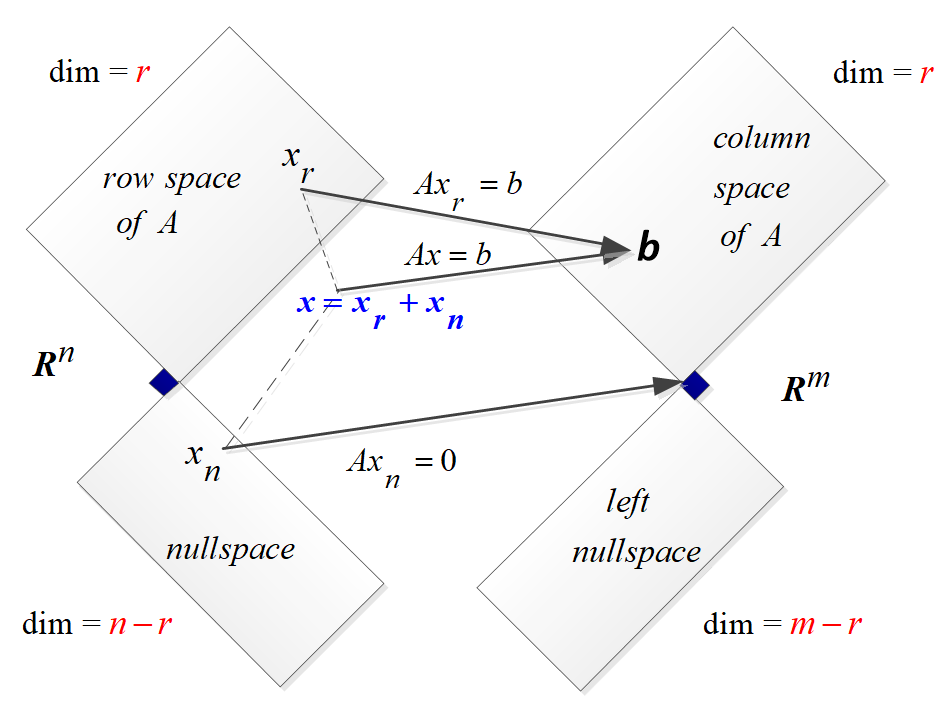 dim = r
dim = r
row space
of A
x_r
Ax_r = b
column
space
of A
Ax = b
b
x = x_r + x_n
R^n
R^m
x_n
Ax_n = 0
nullspace
left
nullspace
dim = n − r
dim = m − r